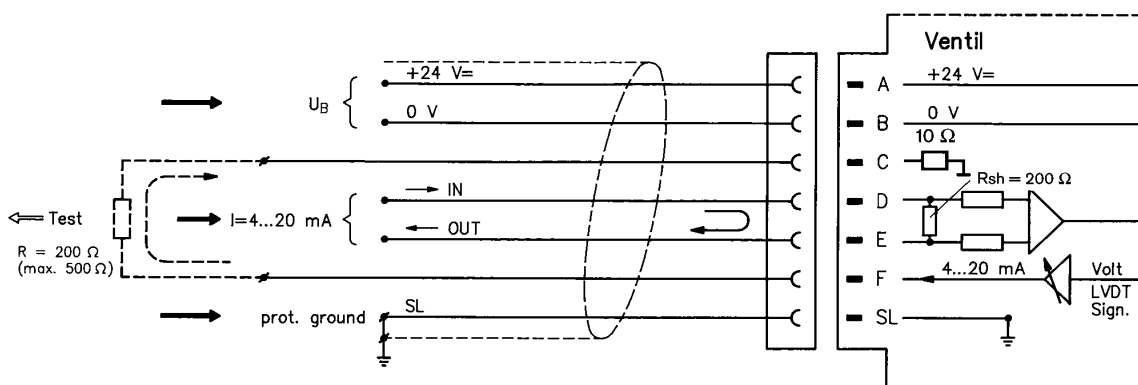 Ventil
+24 V=
A
+24 V=
U_B
0 V
B
0 V
10 Ω
C
IN
D
Rsh = 200 Ω
Test
I=4...20 mA
OUT
E
R = 200 Ω
(max. 500 Ω)
F
4...20 mA
Volt
LVDT
Sign.
prot. ground
SL
SL